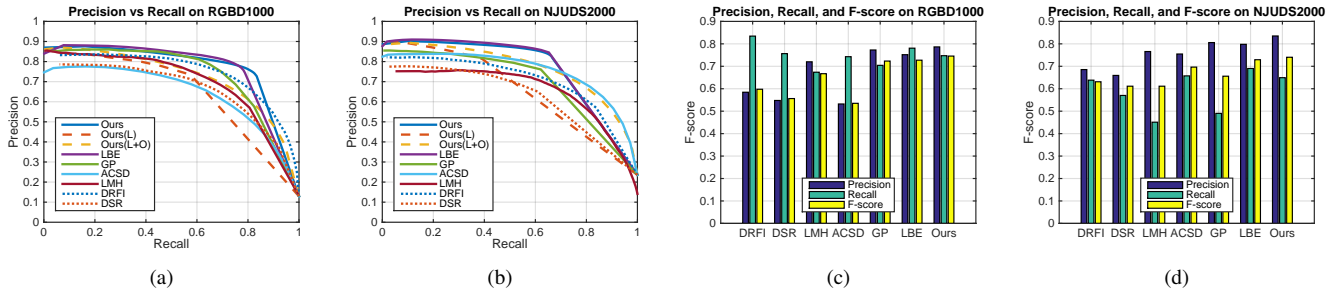 Precision vs Recall on RGBD1000
1
0.9
0.8
0.7
0.6
0.5
0.4
0.3
0.2
0.1
0
Precision
Ours
Ours(L)
Ours(L+O)
LBE
GP
ACSD
LMH
DRFI
DSR
0 0.2 0.4 0.6 0.8 1
Recall
(a)
Precision vs Recall on NJUDS2000
1
0.9
0.8
0.7
0.6
0.5
0.4
0.3
0.2
0.1
0
Precision
Ours
Ours(L)
Ours(L+O)
LBE
GP
ACSD
LMH
DRFI
DSR
0 0.2 0.4 0.6 0.8 1
Recall
(b)
Precision, Recall, and F-score on RGBD1000
0.9
0.8
0.7
0.6
0.5
0.4
0.3
0.2
0.1
0
F-score
Precision
Recall
F-score
DRFI DSR LMH ACSD GP LBE Ours
(c)
Precision, Recall, and F-score on NJUDS2000
0.9
0.8
0.7
0.6
0.5
0.4
0.3
0.2
0.1
0
F-score
Precision
Recall
F-score
DRFI DSR LMH ACSD GP LBE Ours
(d)